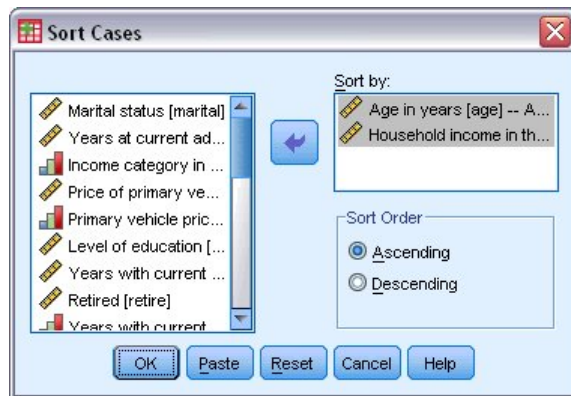 Sort Cases
Marital status [marital]
Years at current ad...
Income category in ...
Price of primary ve...
Primary vehicle pric...
Level of education [...
Years with current ...
Retired [retire]
Years with current
Sort by:
Age in years [age] -- A...
Household income in th...
Sort Order
Ascending
Descending
OK
Paste
Reset
Cancel
Help